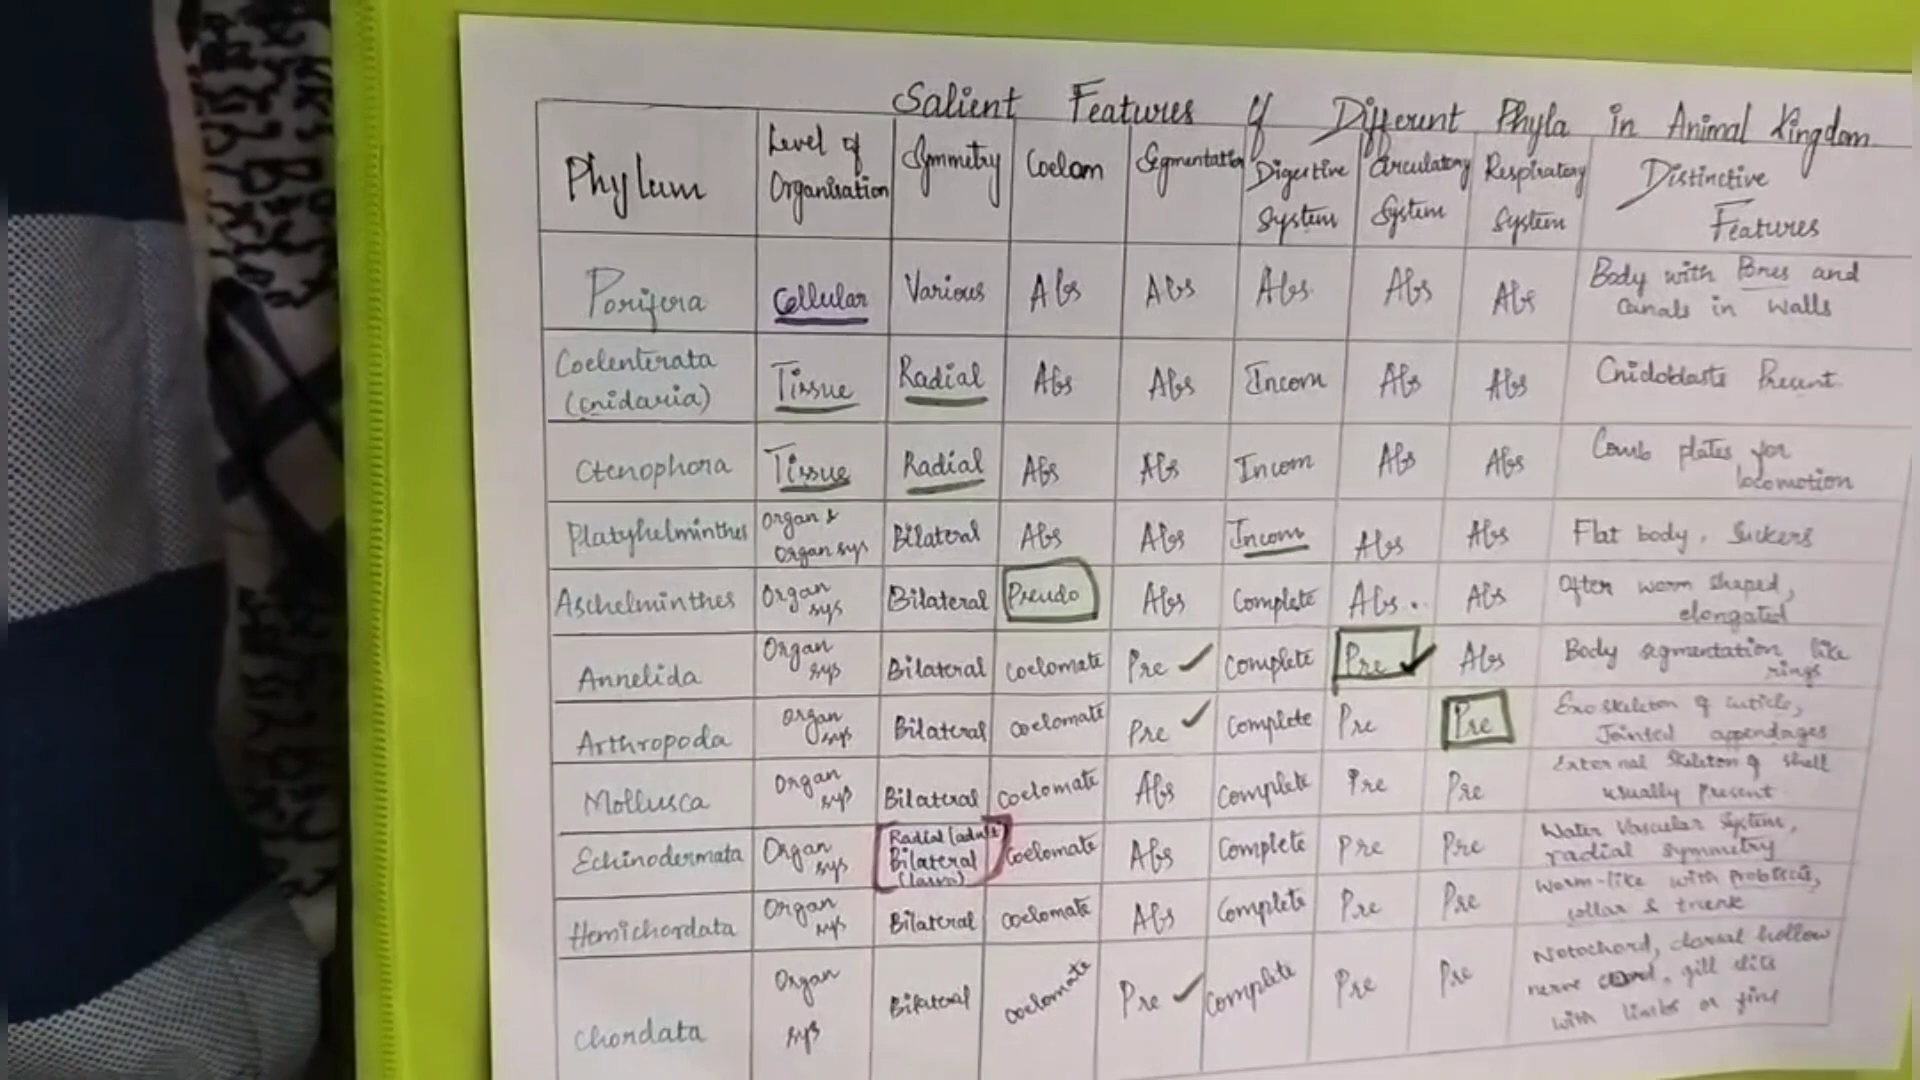 Salient Features of Different Phyla in Animal Kingdom
Phylum Level of Organisation Symmetry Coelom Segmentation Digestive System Circulatory System Respiratory System Distinctive Features
Porifera Cellular Various Abs Abs Abs. Abs Abs Body with Pores and canals in walls
Coelenterata (cnidaria) Tissue Radial Abs Abs Incom Abs Abs Cnidoblasts Present.
Ctenophora Tissue Radial Abs Abs Incom Abs Abs Comb plates for locomotion
Platyhelminthes Organ & organ sys Bilateral Abs Abs Incom Abs Abs Flat body, Suckers
Aschelminthes Organ sys Bilateral Pseudo Abs Complete Abs. Abs Often worm shaped, elongated
Annelida Organ sys Bilateral coelomate Pre ✓ Complete Pre ✓ Abs Body segmentation like rings
Arthropoda Organ sys Bilateral coelomate Pre ✓ Complete Pre Pre Exoskeleton of cuticle, Jointed appendages
Mollusca Organ sys Bilateral coelomate Abs Complete Pre Pre External Skeleton of shell usually present
Echinodermata Organ sys Radial (adult Bilateral (larva) coelomate Abs Complete Pre Pre Water Vascular System, radial symmetry
Hemichordata Organ sys Bilateral coelomate Abs Complete Pre Pre Worm-like with probiscis, collar & trunk
Chordata Organ sys Bilateral coelomate Pre ✓ Complete Pre Pre Notochord, dorsal hollow nerve cord, gill slits with limbs or fins